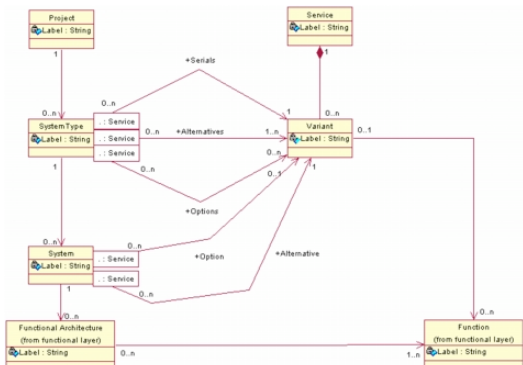 Project
Label : String
1
0..n
SystemType
Label : String
. : Service
. : Service
. : Service
0..n
+Serials
1
0..n
+Alternatives
1..n
0..n
+Options
0..n
Service
Label : String
1
0..n
Variant
Label : String
0..1
0..n
1
0..n
System
Label : String
. : Service
. : Service
0..n
+Option
0..1
0..n
+Alternative
1
1
0..n
Functional Architecture
(from functional layer)
Label : String
0..n
1..n
Function
(from functional layer)
Label : String